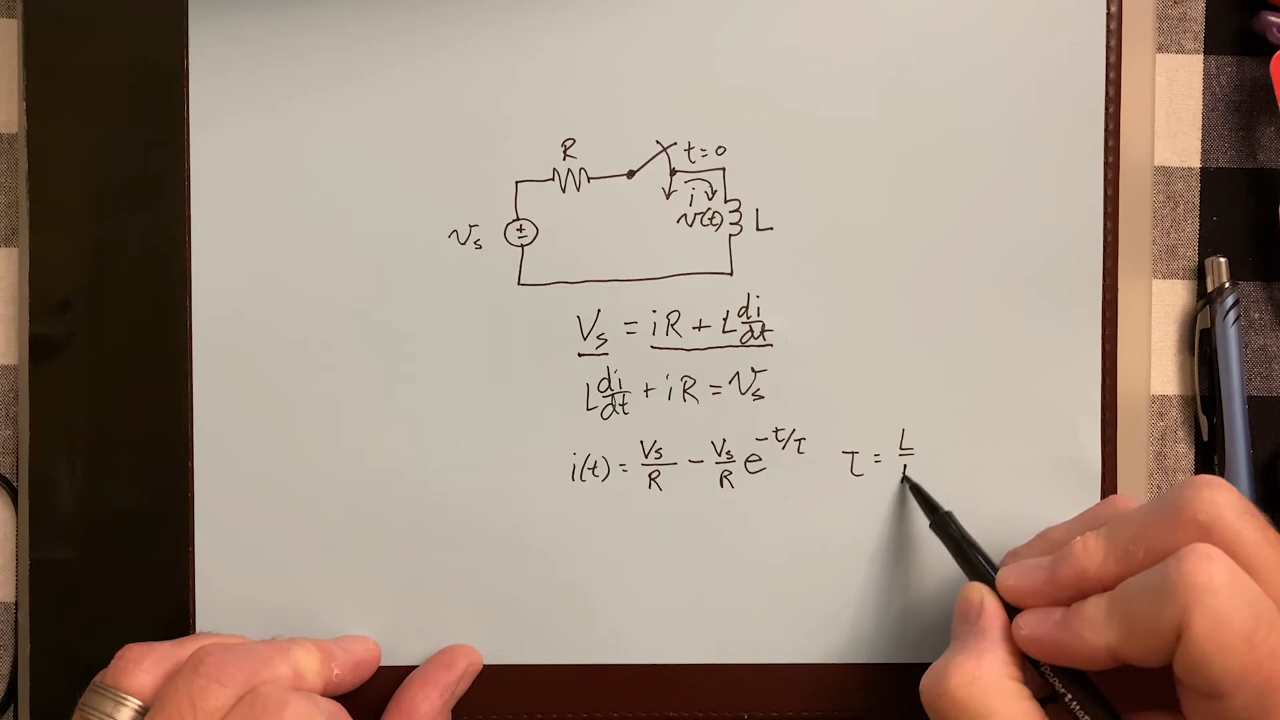 R
t=0
i
v(t)
L
Vs
±
Vs = iR + L di/dt
L di/dt + iR = Vs
i(t) = Vs/R - Vs/R e^-t/τ τ = L/